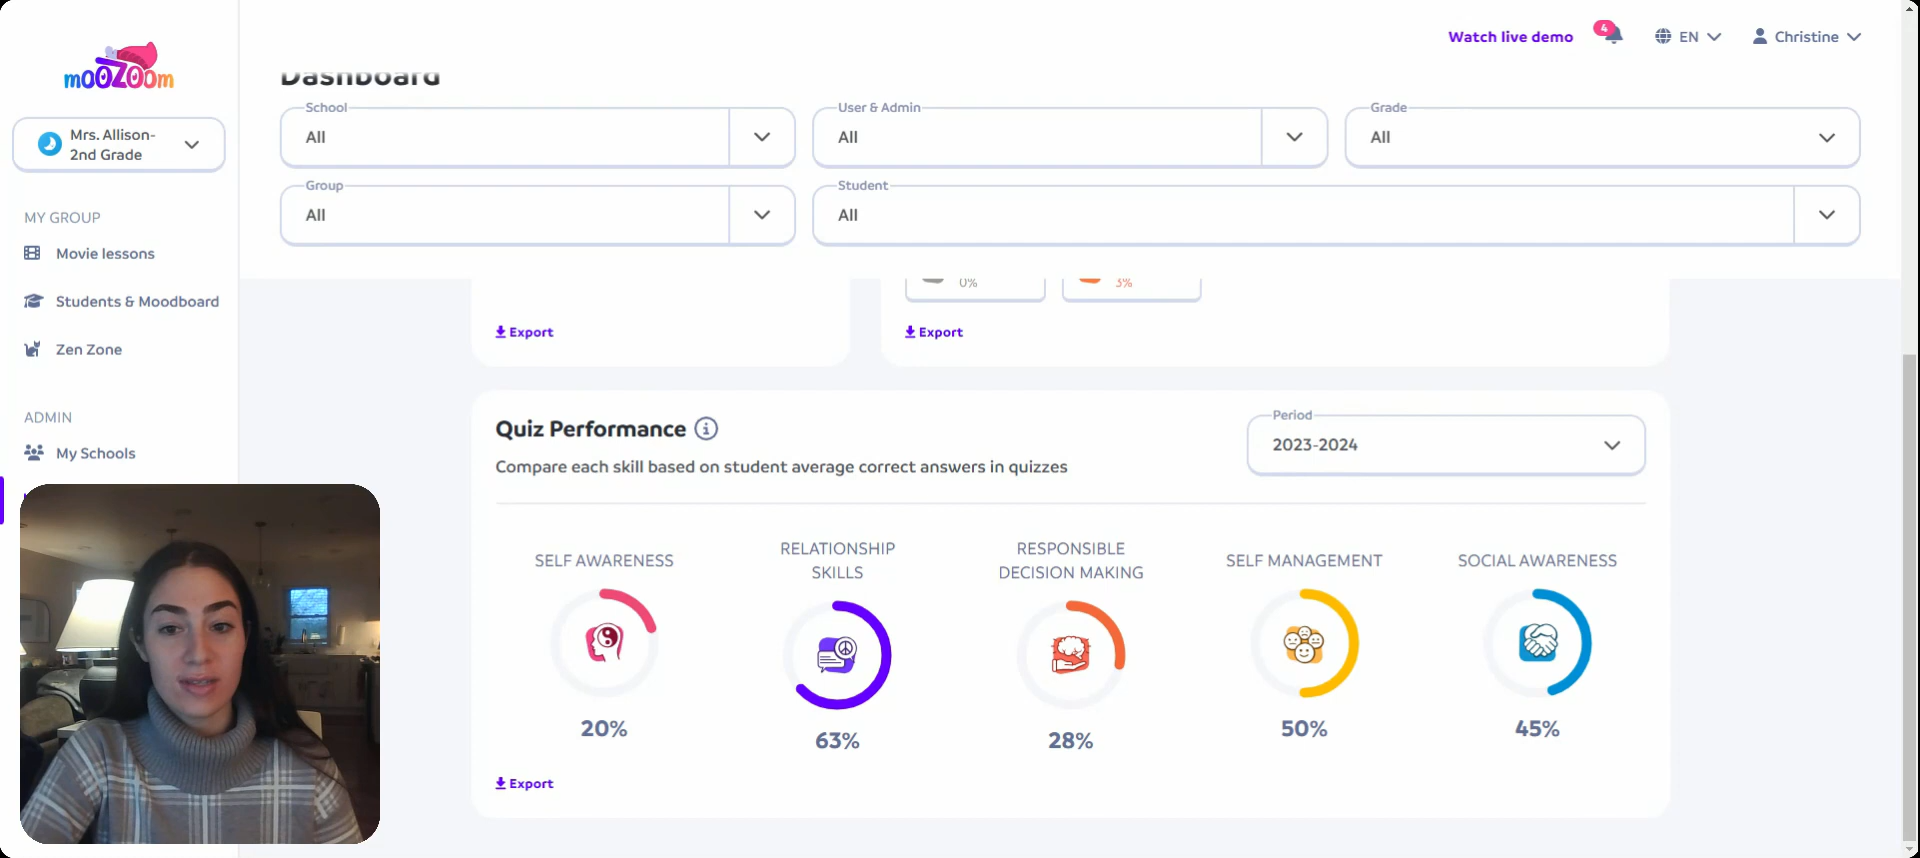 mooZoom
Mrs. Allison-
2nd Grade
MY GROUP
Movie lessons
Students & Moodboard
Zen Zone
ADMIN
My Schools
Watch live demo
4
EN
Christine
Dashboard
School
All
User & Admin
All
Grade
All
Group
All
Student
All
0%
3%
Export
Export
Quiz Performance
Compare each skill based on student average correct answers in quizzes
Period
2023-2024
SELF AWARENESS
20%
RELATIONSHIP
SKILLS
63%
RESPONSIBLE
DECISION MAKING
28%
SELF MANAGEMENT
50%
SOCIAL AWARENESS
45%
Export